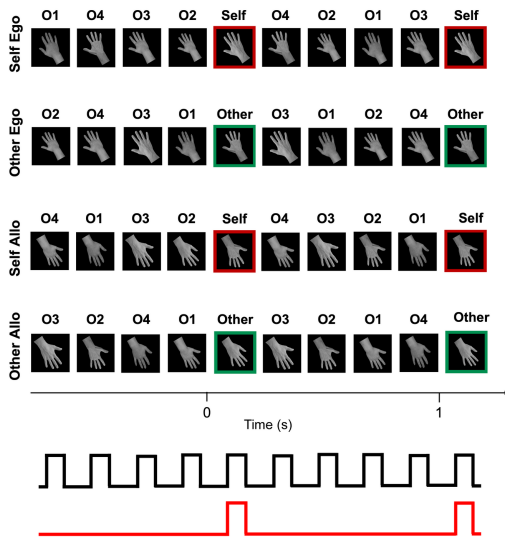 O1 O4 O3 O2 Self O4 O2 O1 O3 Self
Self Ego
O2 O4 O3 O1 Other O3 O1 O2 O4 Other
Other Ego
O4 O1 O3 O2 Self O4 O3 O2 O1 Self
Self Allo
O3 O2 O4 O1 Other O3 O2 O1 O4 Other
Other Allo
0 1
Time (s)